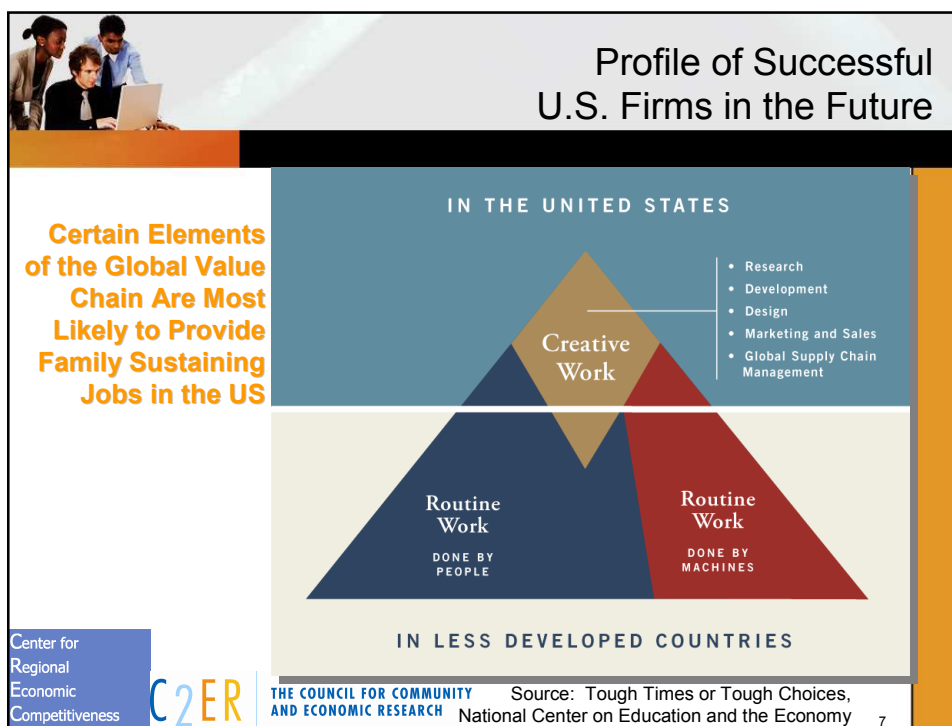 Profile of Successful
U.S. Firms in the Future
Certain Elements
of the Global Value
Chain Are Most
Likely to Provide
Family Sustaining
Jobs in the US
IN THE UNITED STATES
• Research
• Development
• Design
• Marketing and Sales
• Global Supply Chain
Management
Creative
Work
Routine
Work
DONE BY
PEOPLE
Routine
Work
DONE BY
MACHINES
IN LESS DEVELOPED COUNTRIES
Center for
Regional
Economic
Competitiveness
C2ER
THE COUNCIL FOR COMMUNITY
AND ECONOMIC RESEARCH
Source: Tough Times or Tough Choices,
National Center on Education and the Economy
7